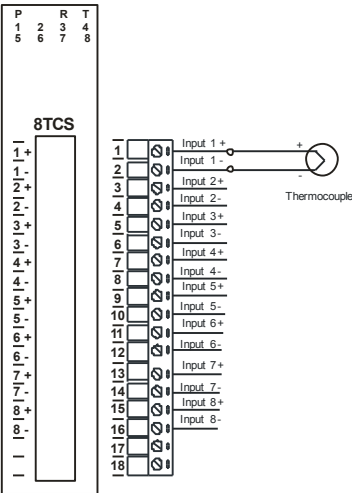 P R T
1 2 3 4
5 6 7 8
8TCS
1 +
1 -
2 +
2 -
3 +
3 -
4 +
4 -
5 +
5 -
6 +
6 -
7 +
7 -
8 +
8 -
1 Input 1 +
2 Input 1 -
3 Input 2+
4 Input 2-
5 Input 3+
6 Input 3-
7 Input 4+
8 Input 4-
9 Input 5+
10 Input 5-
11 Input 6+
12 Input 6-
13 Input 7+
14 Input 7-
15 Input 8+
16 Input 8-
17
18
+
-
Thermocouple